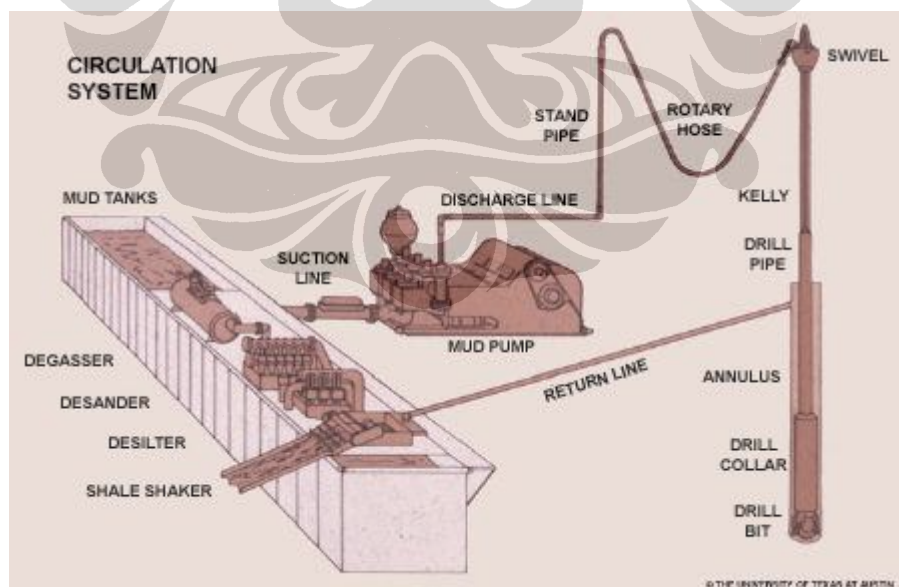 CIRCULATION
SYSTEM
SWIVEL
STAND
PIPE
ROTARY
HOSE
MUD TANKS
DISCHARGE LINE
KELLY
SUCTION
LINE
DRILL
PIPE
MUD PUMP
DEGASSER
RETURN LINE
ANNULUS
DESANDER
DESILTER
DRILL
COLLAR
SHALE SHAKER
DRILL
BIT
© THE UNIVERSITY OF TEXAS AT AUSTIN